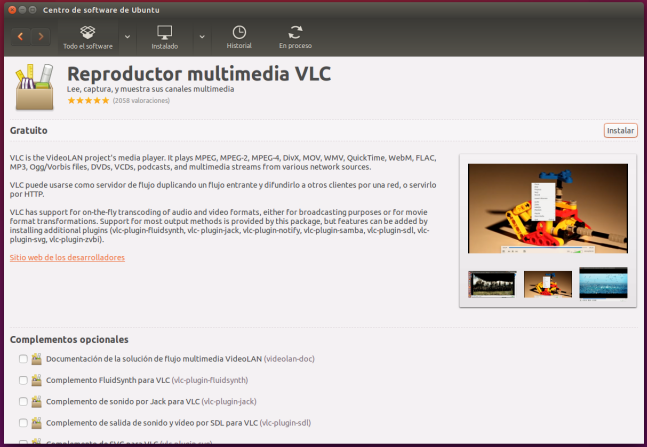 Centro de software de Ubuntu
Todo el software
Instalado
Historial
En proceso
Reproductor multimedia VLC
Lee, captura, y muestra sus canales multimedia
(2058 valoraciones)
Gratuito
Instalar
VLC is the VideoLAN project's media player. It plays MPEG, MPEG-2, MPEG-4, DivX, MOV, WMV, QuickTime, WebM, FLAC,
MP3, Ogg/Vorbis files, DVDs, VCDs, podcasts, and multimedia streams from various network sources.
VLC puede usarse como servidor de flujo duplicando un flujo entrante y difundirlo a otros clientes por una red, o servirlo
por HTTP.
VLC has support for on-the-fly transcoding of audio and video formats, either for broadcasting purposes or for movie
format transformations. Support for most output methods is provided by this package, but features can be added by
installing additional plugins (vlc-plugin-fluidsynth, vlc- plugin-jack, vlc-plugin-notify, vlc-plugin-samba, vlc-plugin-sdl, vlc-
plugin-svg, vlc-plugin-zvbi).
Sitio web de los desarrolladores
Complementos opcionales
Documentación de la solución de flujo multimedia VideoLAN (videolan-doc)
Complemento FluidSynth para VLC (vlc-plugin-fluidsynth)
Complemento de sonido por Jack para VLC (vlc-plugin-jack)
Complemento de salida de sonido y video por SDL para VLC (vlc-plugin-sdl)
Complemento de SVG para VLC (vlc-plugin-svg)